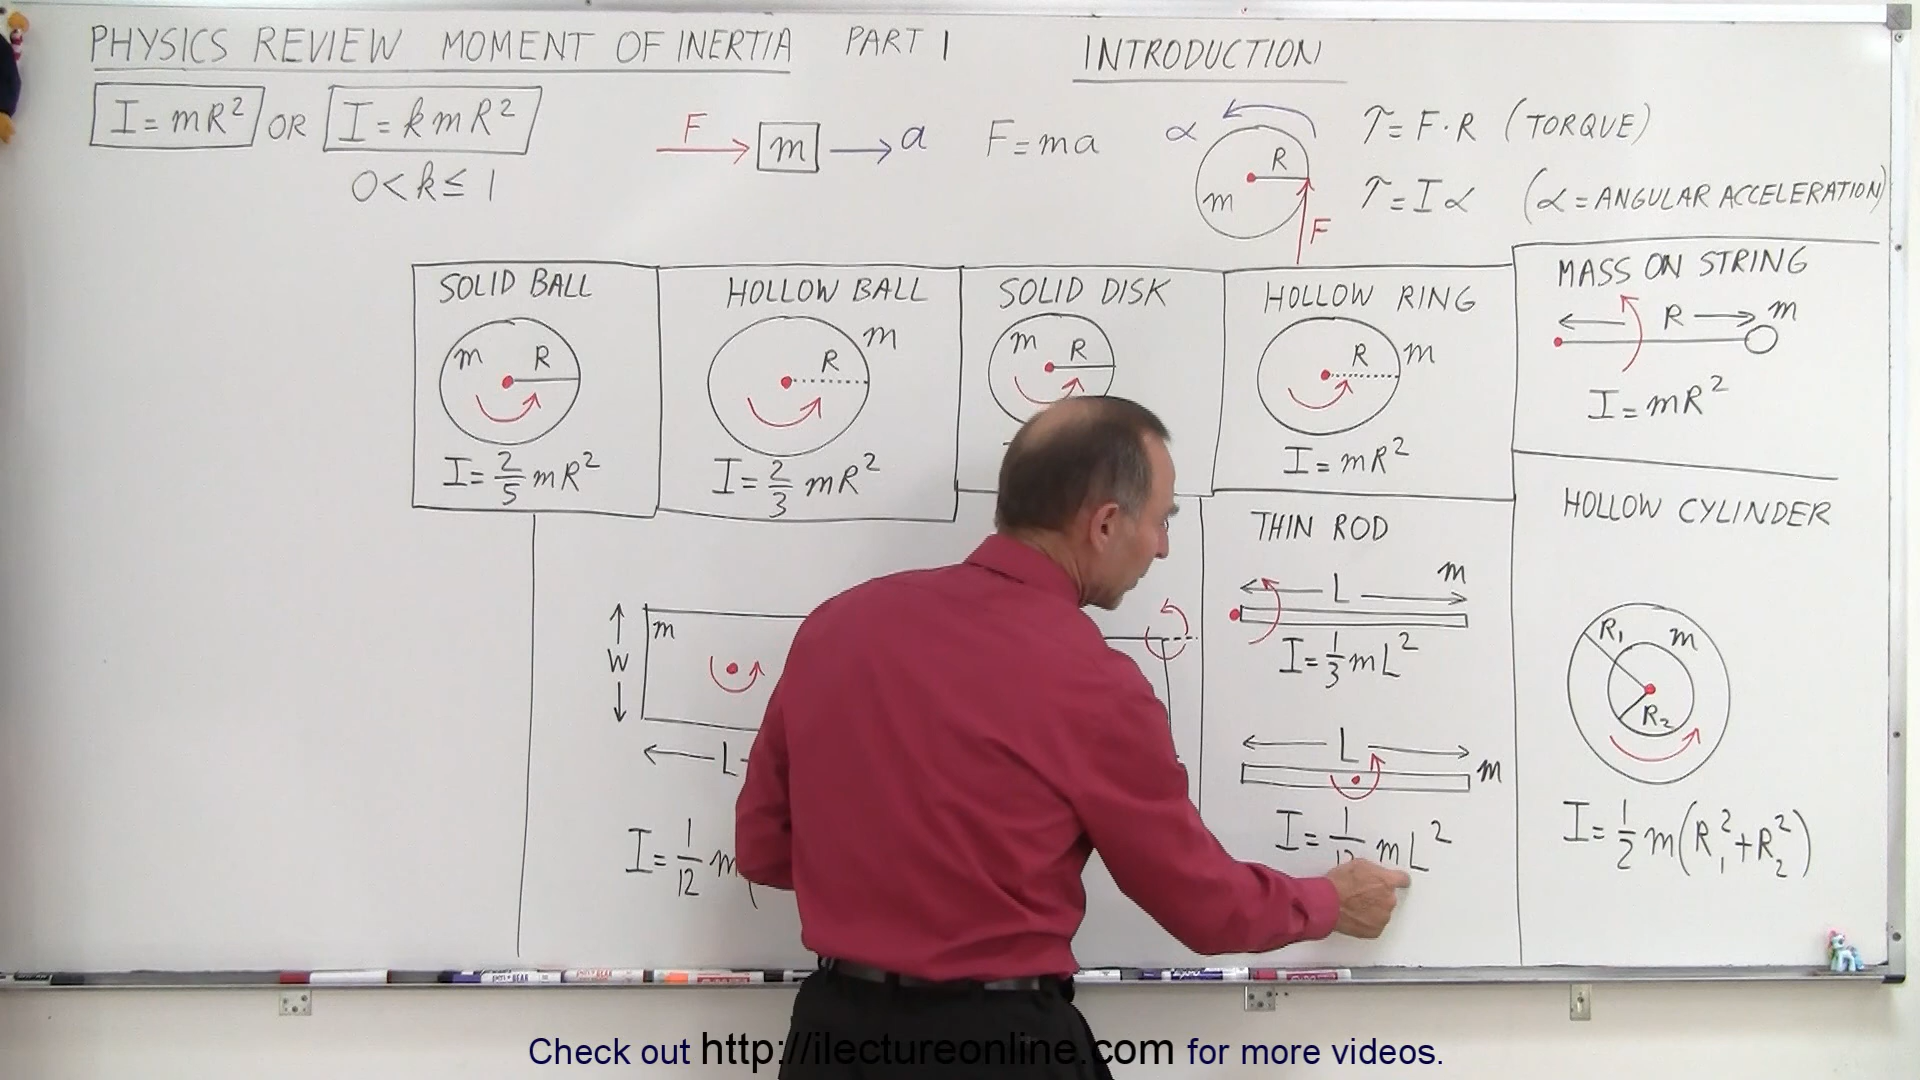 PHYSICS REVIEW MOMENT OF INERTIA PART 1 INTRODUCTION
I = mR² OR I = kmR²
0 < k ≤ 1
F m a F = ma
α R m F
τ = F·R (TORQUE)
τ = Iα (α = ANGULAR ACCELERATION)
SOLID BALL
m R
I = 2/5 mR²
HOLLOW BALL
R m
I = 2/3 mR²
SOLID DISK
m R
HOLLOW RING
R m
I = mR²
MASS ON STRING
R m
I = mR²
m
W
L
I = 1/12 m(
THIN ROD
L m
I = 1/3 mL²
L m
I = 1/12 mL²
HOLLOW CYLINDER
R₁ m
R₂
I = 1/2 m(R₁² + R₂²)
Check out http://ilectureonline.com for more videos.